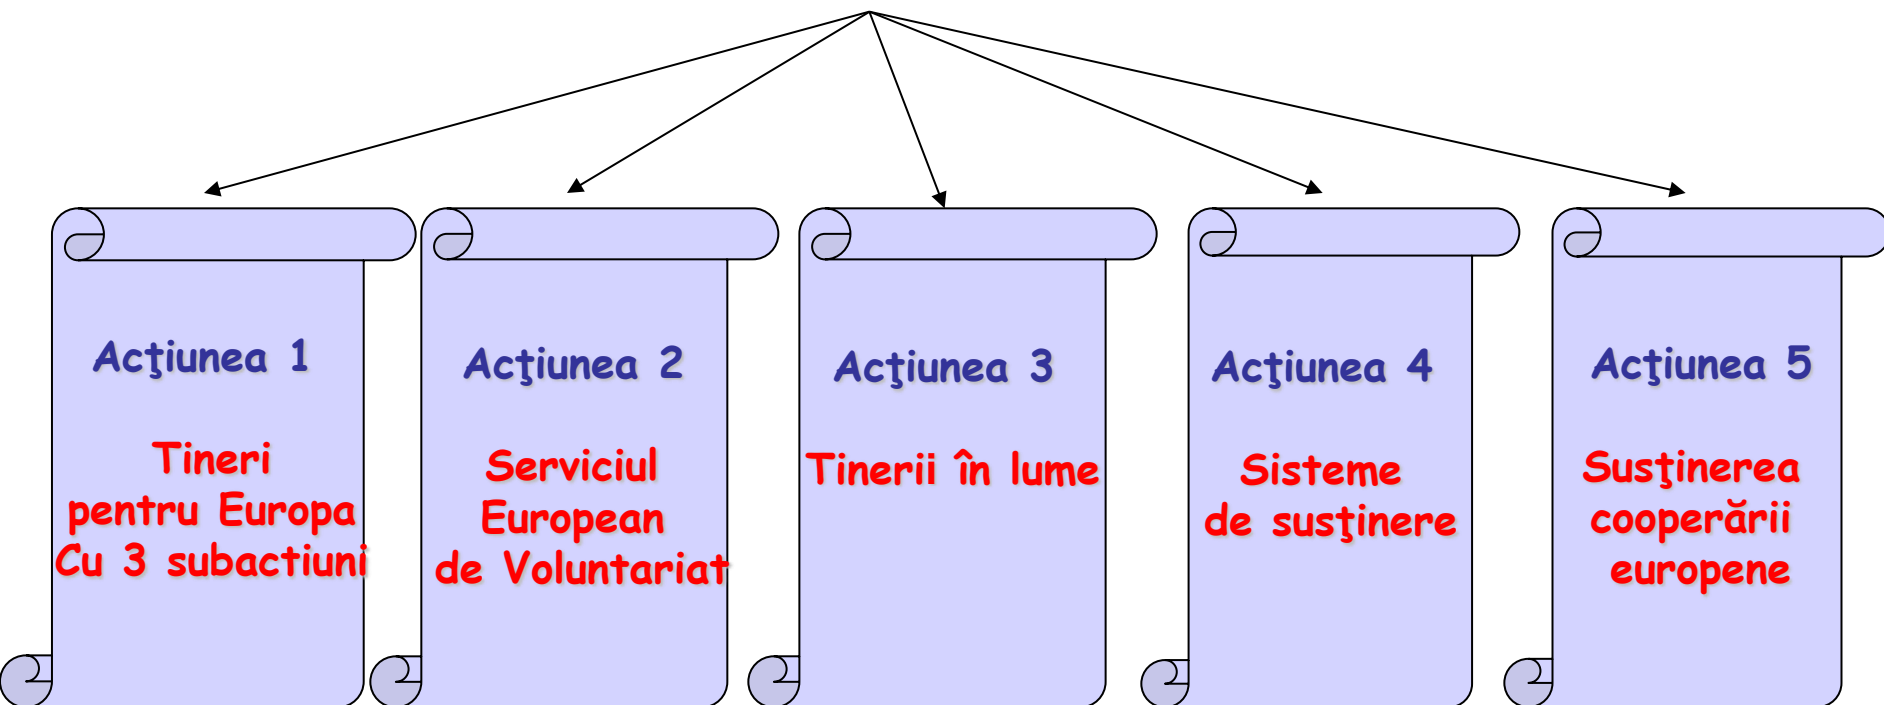 Acţiunea 1
Tineri
pentru Europa
Cu 3 subactiuni
Acţiunea 2
Serviciul
European
de Voluntariat
Acţiunea 3
Tinerii în lume
Acţiunea 4
Sisteme
de susţinere
Acţiunea 5
Susţinerea
cooperării
europene